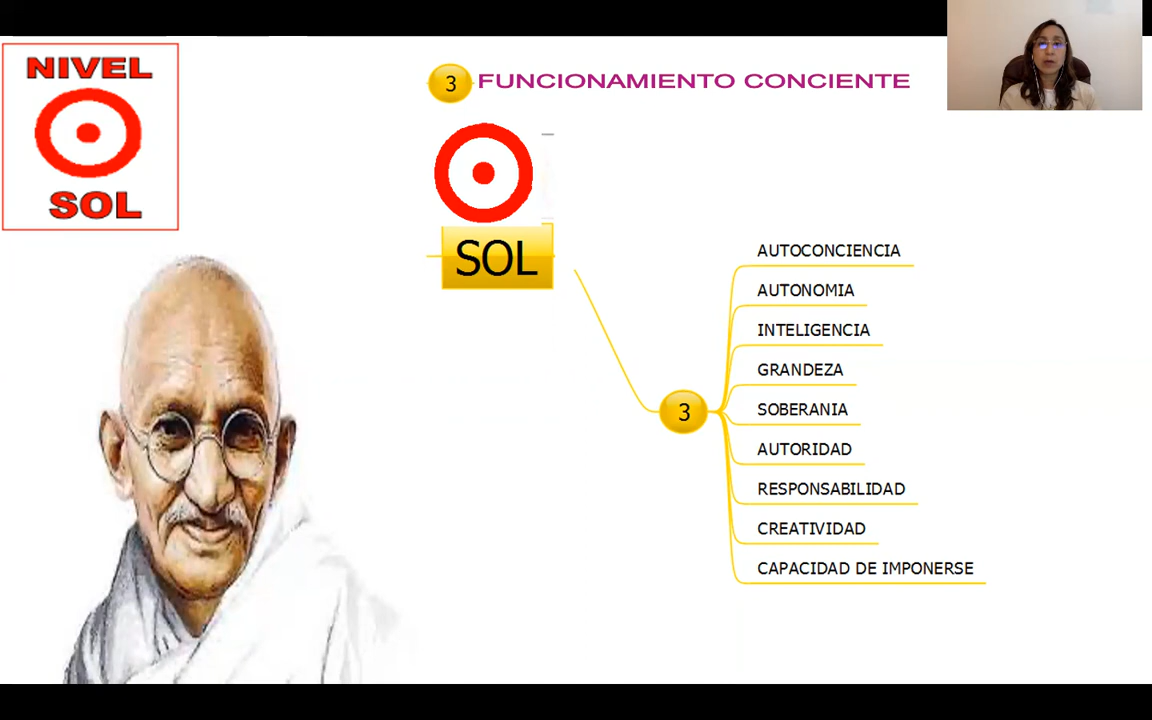 NIVEL
SOL
3 FUNCIONAMIENTO CONCIENTE
SOL
3
AUTOCONCIENCIA
AUTONOMIA
INTELIGENCIA
GRANDEZA
SOBERANIA
AUTORIDAD
RESPONSABILIDAD
CREATIVIDAD
CAPACIDAD DE IMPONERSE